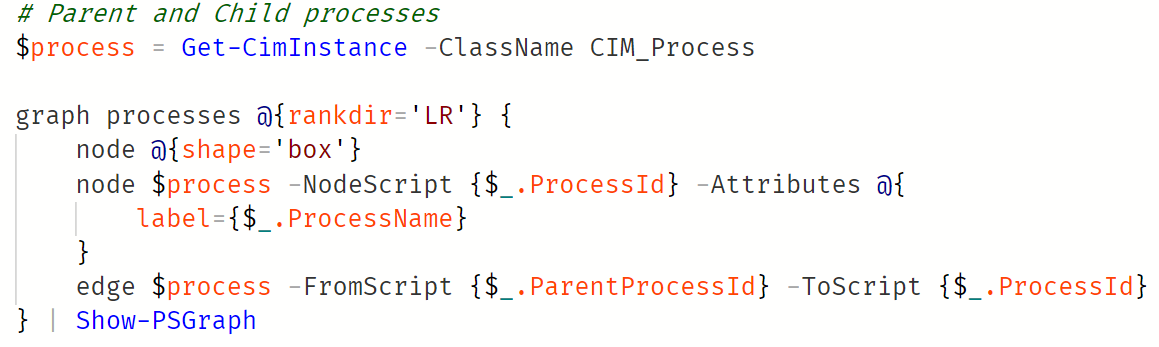 # Parent and Child processes
$process = Get-CimInstance -ClassName CIM_Process

graph processes @{rankdir='LR'} {
    node @{shape='box'}
    node $process -NodeScript {$_.ProcessId} -Attributes @{
        label={$_.ProcessName}
    }
    edge $process -FromScript {$_.ParentProcessId} -ToScript {$_.ProcessId}
} | Show-PSGraph